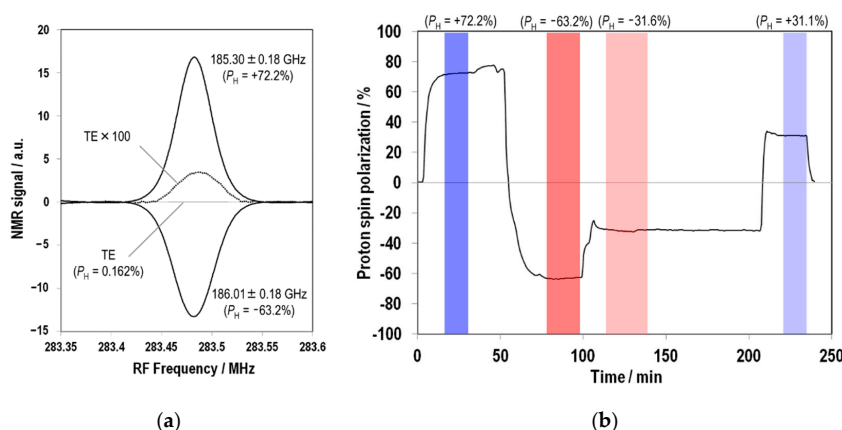 20
15
10
5
0
−5
−10
−15
NMR signal / a.u.
185.30 ± 0.18 GHz
(PH = +72.2%)
TE × 100
TE
(PH = 0.162%)
186.01 ± 0.18 GHz
(PH = −63.2%)
283.35 283.4 283.45 283.5 283.55 283.6
RF Frequency / MHz
(a)
(PH = +72.2%) (PH = −63.2%) (PH = −31.6%) (PH = +31.1%)
100
80
60
40
20
0
-20
-40
-60
-80
-100
Proton spin polarization / %
0 50 100 150 200 250
Time / min
(b)